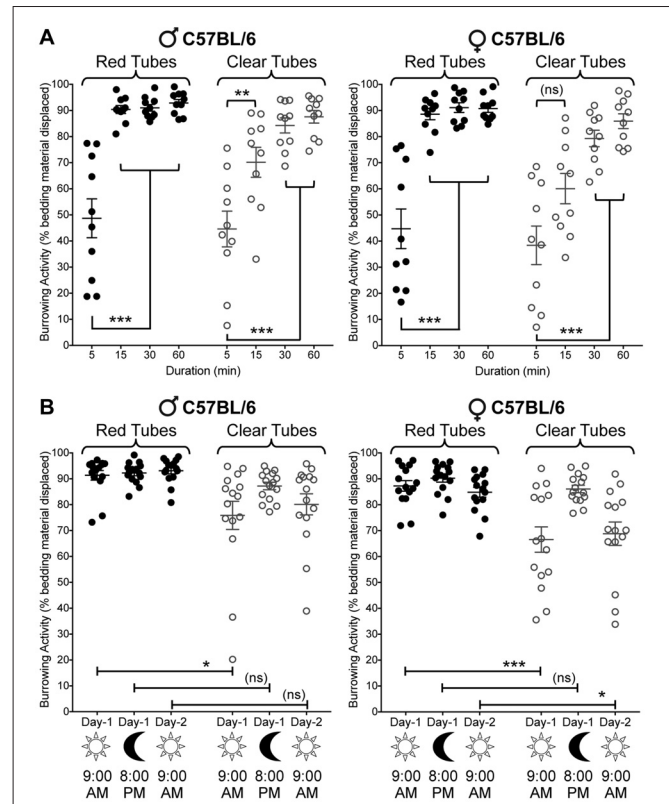 A
♂ C57BL/6
Red Tubes
Clear Tubes
Burrowing Activity (% bedding material displaced)
100
90
80
70
60
50
40
30
20
10
0
**
***
***
5 15 30 60 5 15 30 60
Duration (min)
♀ C57BL/6
Red Tubes
Clear Tubes
Burrowing Activity (% bedding material displaced)
100
90
80
70
60
50
40
30
20
10
0
(ns)
***
***
5 15 30 60 5 15 30 60
Duration (min)
B
♂ C57BL/6
Red Tubes
Clear Tubes
Burrowing Activity (% bedding material displaced)
100
90
80
70
60
50
40
30
20
10
0
*
(ns)
(ns)
Day-1 Day-1 Day-2 Day-1 Day-1 Day-2
9:00 8:00 9:00 9:00 8:00 9:00
AM PM AM AM PM AM
♀ C57BL/6
Red Tubes
Clear Tubes
Burrowing Activity (% bedding material displaced)
100
90
80
70
60
50
40
30
20
10
0
***
(ns)
*
Day-1 Day-1 Day-2 Day-1 Day-1 Day-2
9:00 8:00 9:00 9:00 8:00 9:00
AM PM AM AM PM AM